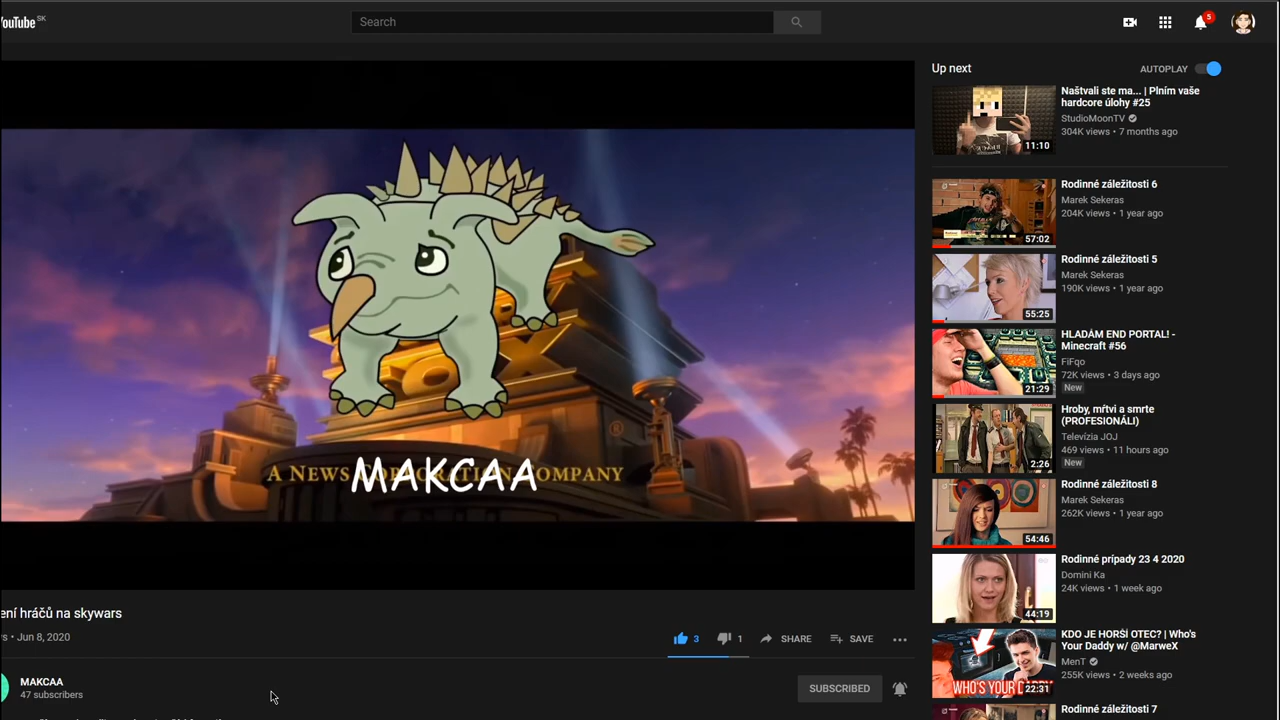 YouTube SK
Search
5
Up next
AUTOPLAY
Naštvali ste ma... | Plním vaše
hardcore úlohy #25
StudioMoonTV
304K views • 7 months ago
11:10
Rodinné záležitosti 6
Marek Sekeras
204K views • 1 year ago
57:02
Rodinné záležitosti 5
Marek Sekeras
190K views • 1 year ago
55:25
HLADÁM END PORTAL! -
Minecraft #56
FiFqo
72K views • 3 days ago
New
21:29
Hroby, mŕtvi a smrte
(PROFESIONÁLI)
Televízia JOJ
469 views • 11 hours ago
New
2:26
Rodinné záležitosti 8
Marek Sekeras
262K views • 1 year ago
54:46
Rodinné prípady 23 4 2020
Domini Ka
24K views • 1 week ago
44:19
KDO JE HORŠÍ OTEC? | Who's
Your Daddy w/ @MarweX
MenT
255K views • 2 weeks ago
WHO'S YOUR
22:31
Rodinné záležitosti 7
FOX
A NEWS
COMPANY
MAKCAA
ení hráčů na skywars
s • Jun 8, 2020
3
1
SHARE
SAVE
MAKCAA
47 subscribers
SUBSCRIBED